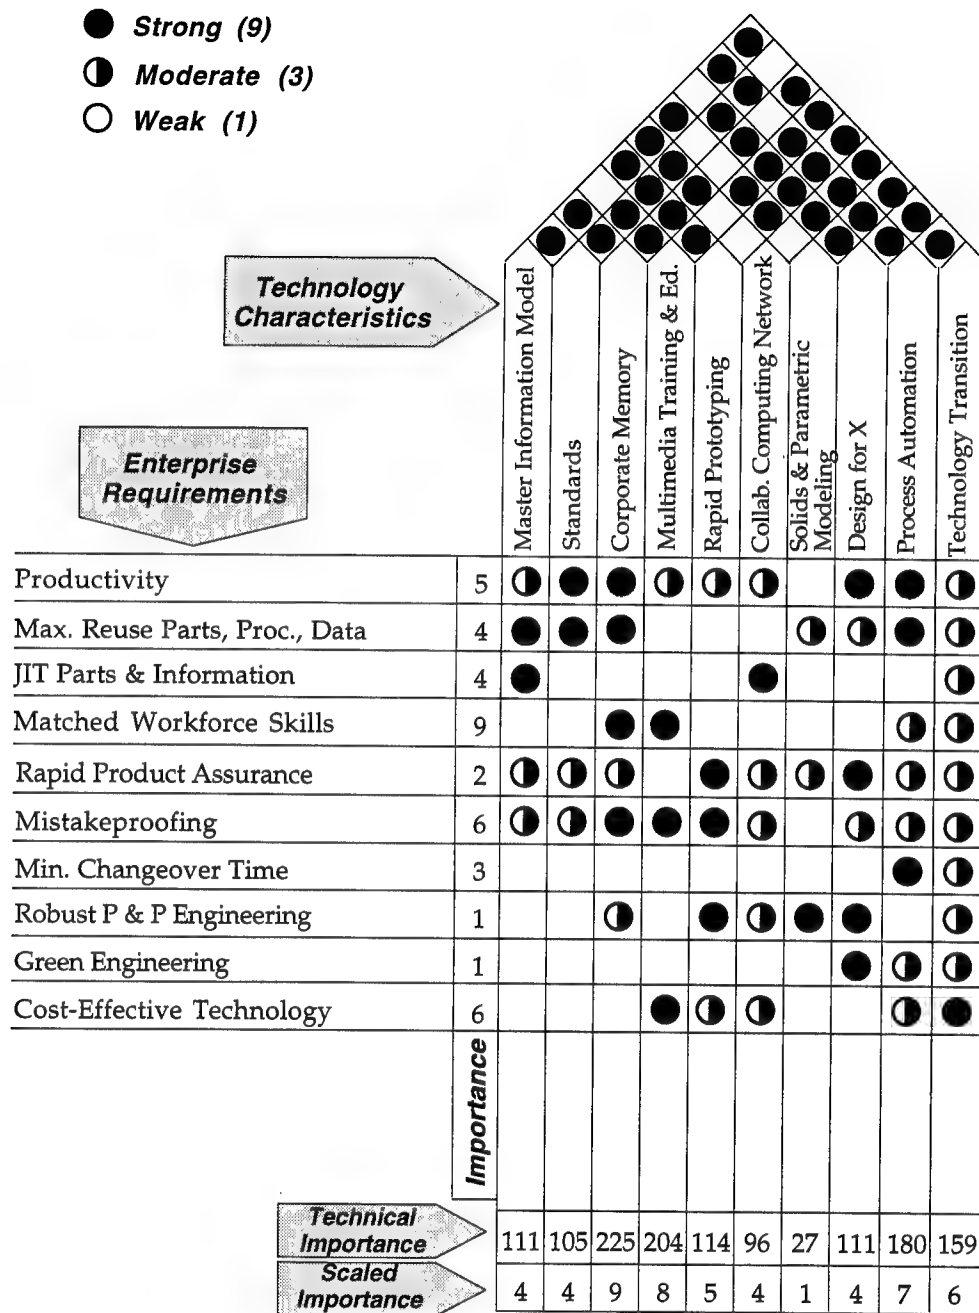 Strong (9)
Moderate (3)
Weak (1)
Technology
Characteristics
Enterprise
Requirements
Master Information Model
Standards
Corporate Memory
Multimedia Training & Ed.
Rapid Prototyping
Collab. Computing Network
Solids & Parametric
Modeling
Design for X
Process Automation
Technology Transition
Productivity 5
Max. Reuse Parts, Proc., Data 4
JIT Parts & Information 4
Matched Workforce Skills 9
Rapid Product Assurance 2
Mistakeproofing 6
Min. Changeover Time 3
Robust P & P Engineering 1
Green Engineering 1
Cost-Effective Technology 6
Importance
Technical
Importance
111 105 225 204 114 96 27 111 180 159
Scaled
Importance
4 4 9 8 5 4 1 4 7 6